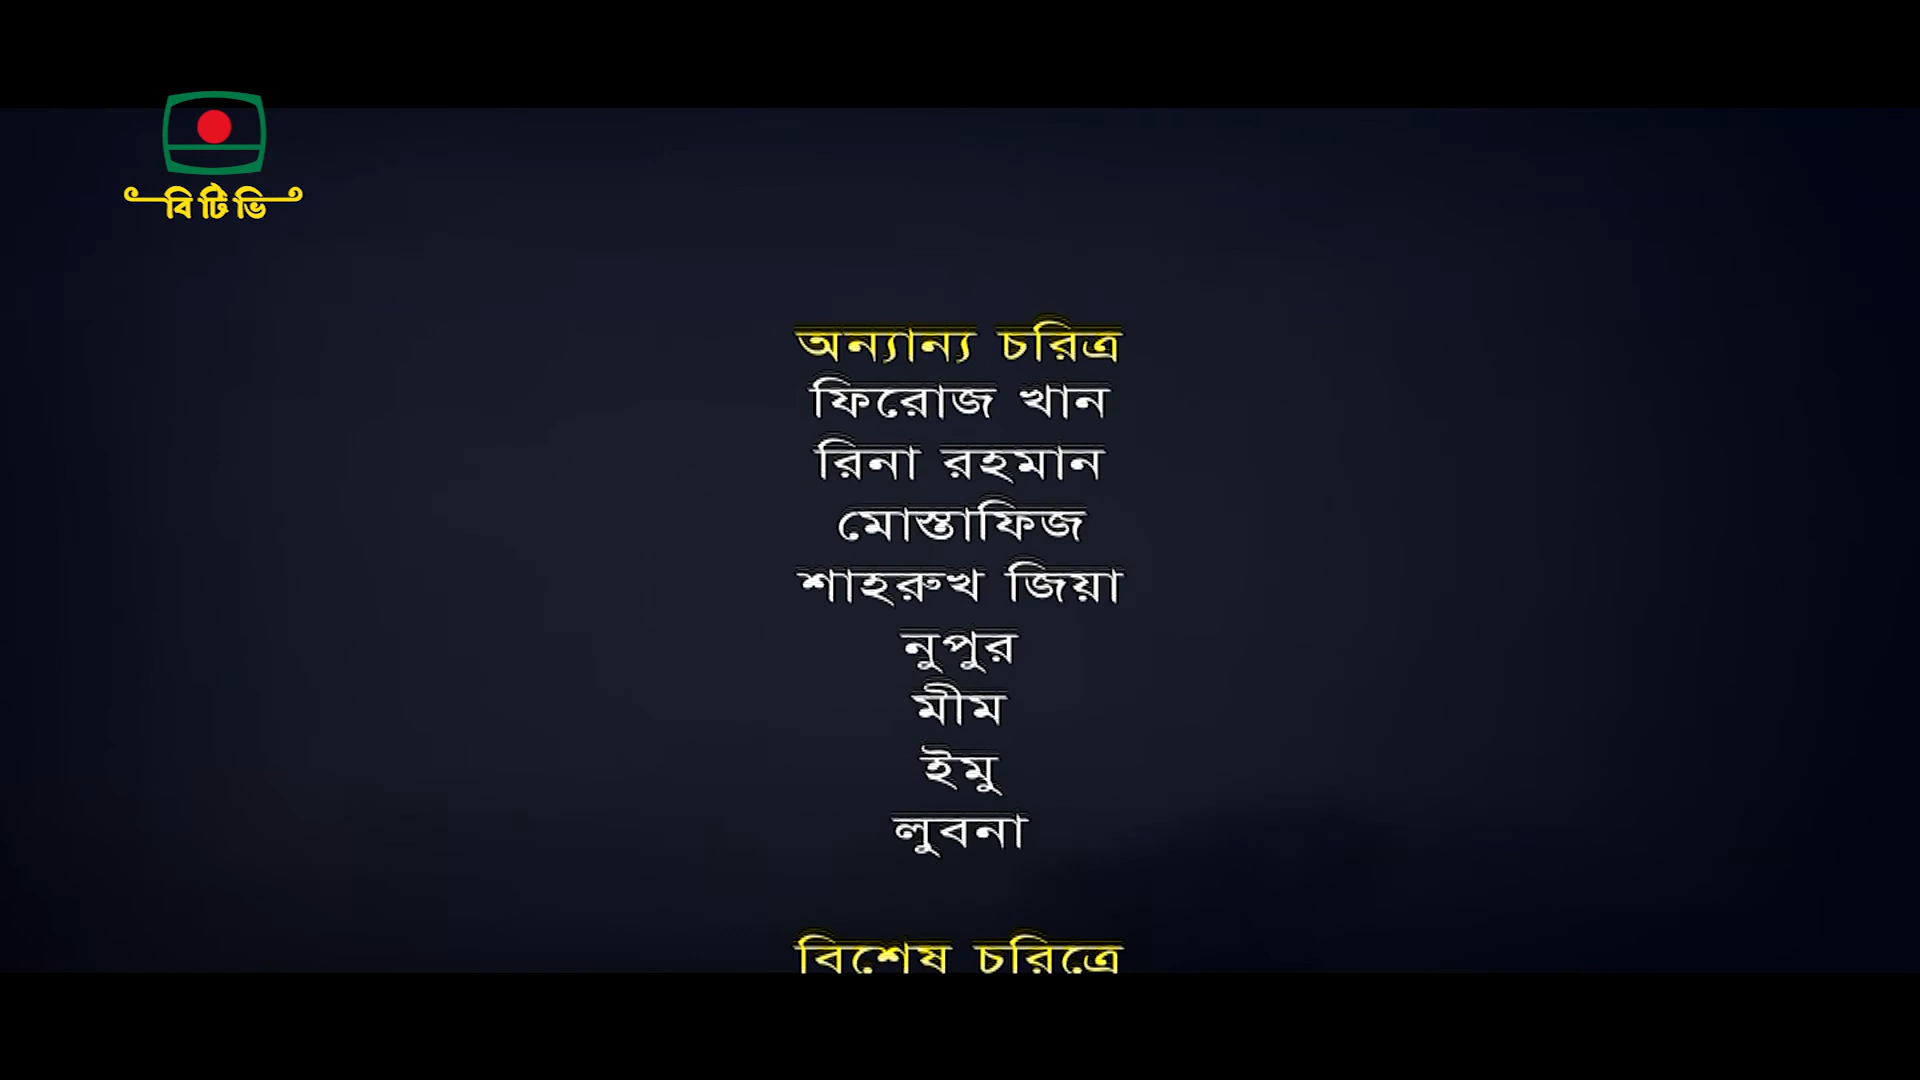 বিটিভি
অন্যান্য চরিত্র
ফিরোজ খান
রিনা রহমান
মোস্তাফিজ
শাহরুখ জিয়া
নুপুর
মীম
ইমু
লুবনা
বিশেষ চরিত্রে